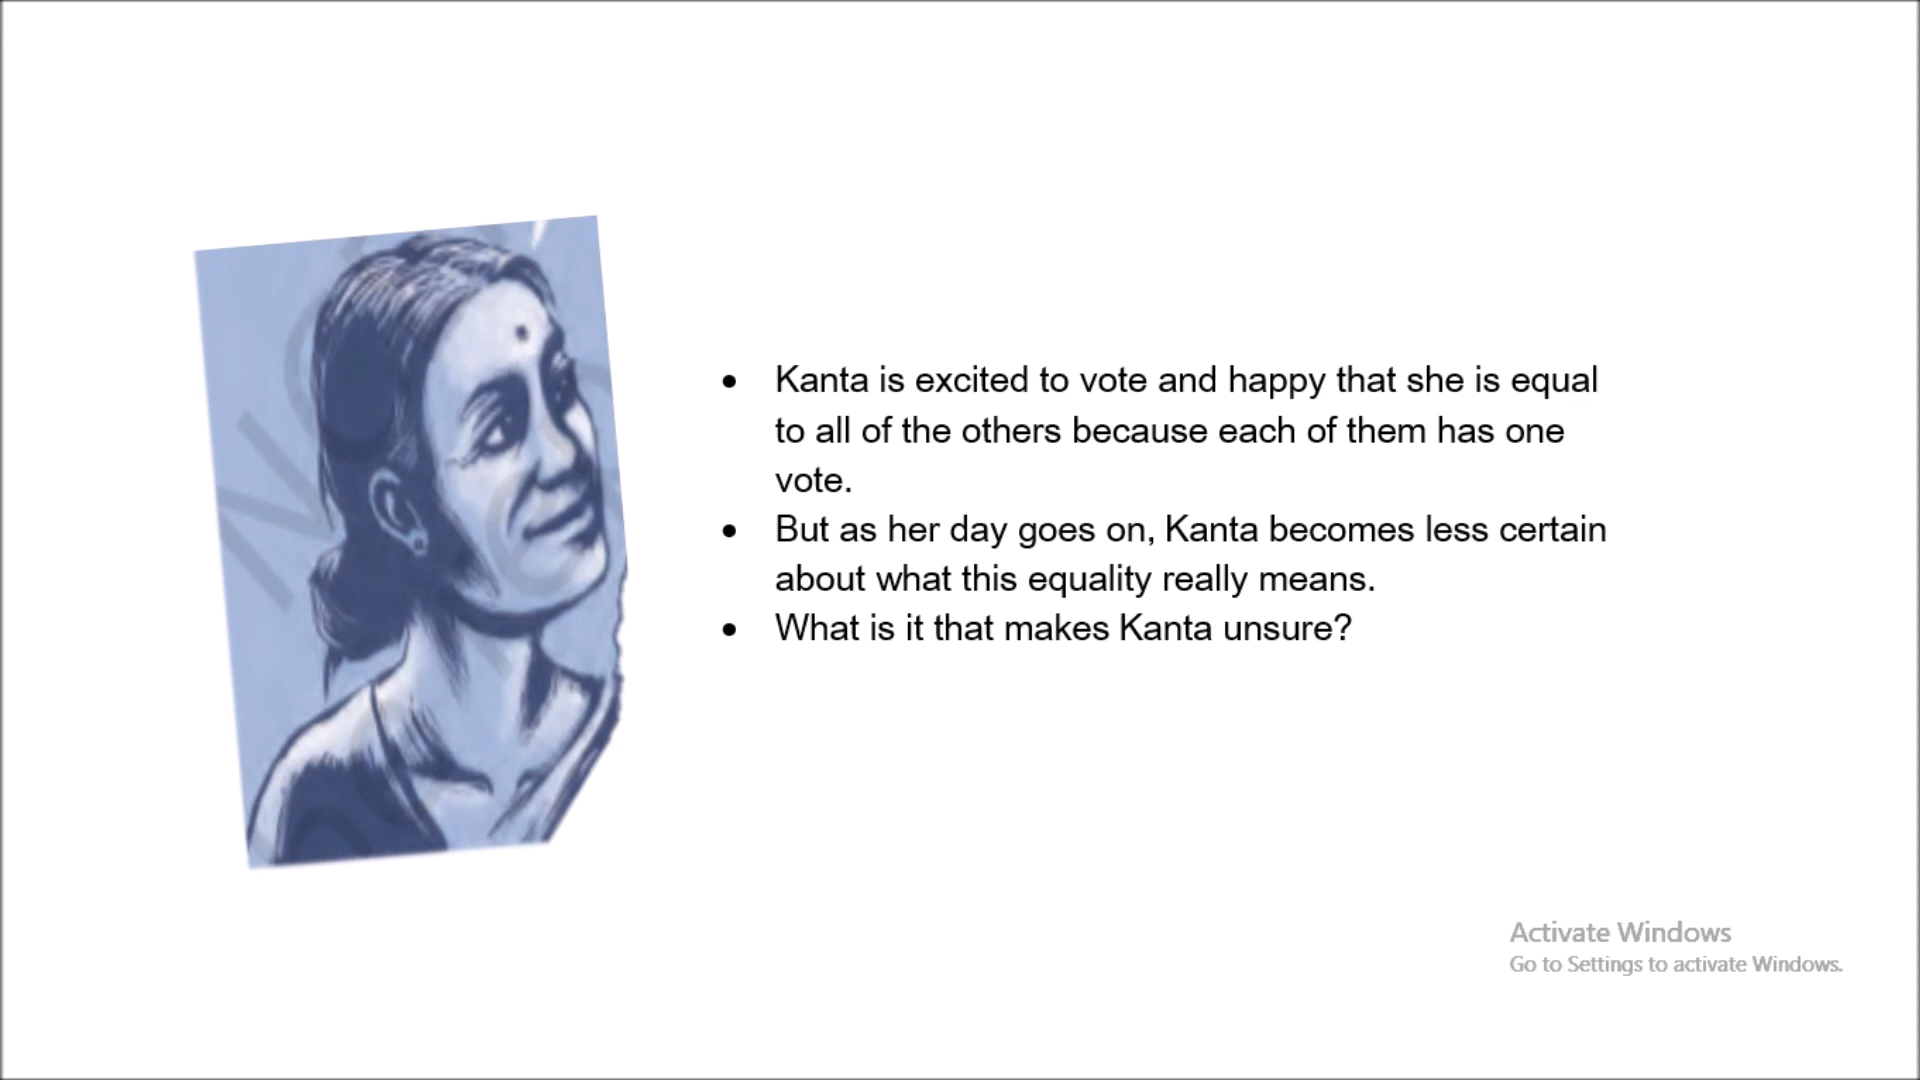 • Kanta is excited to vote and happy that she is equal
to all of the others because each of them has one
vote.
• But as her day goes on, Kanta becomes less certain
about what this equality really means.
• What is it that makes Kanta unsure?
Activate Windows
Go to Settings to activate Windows.